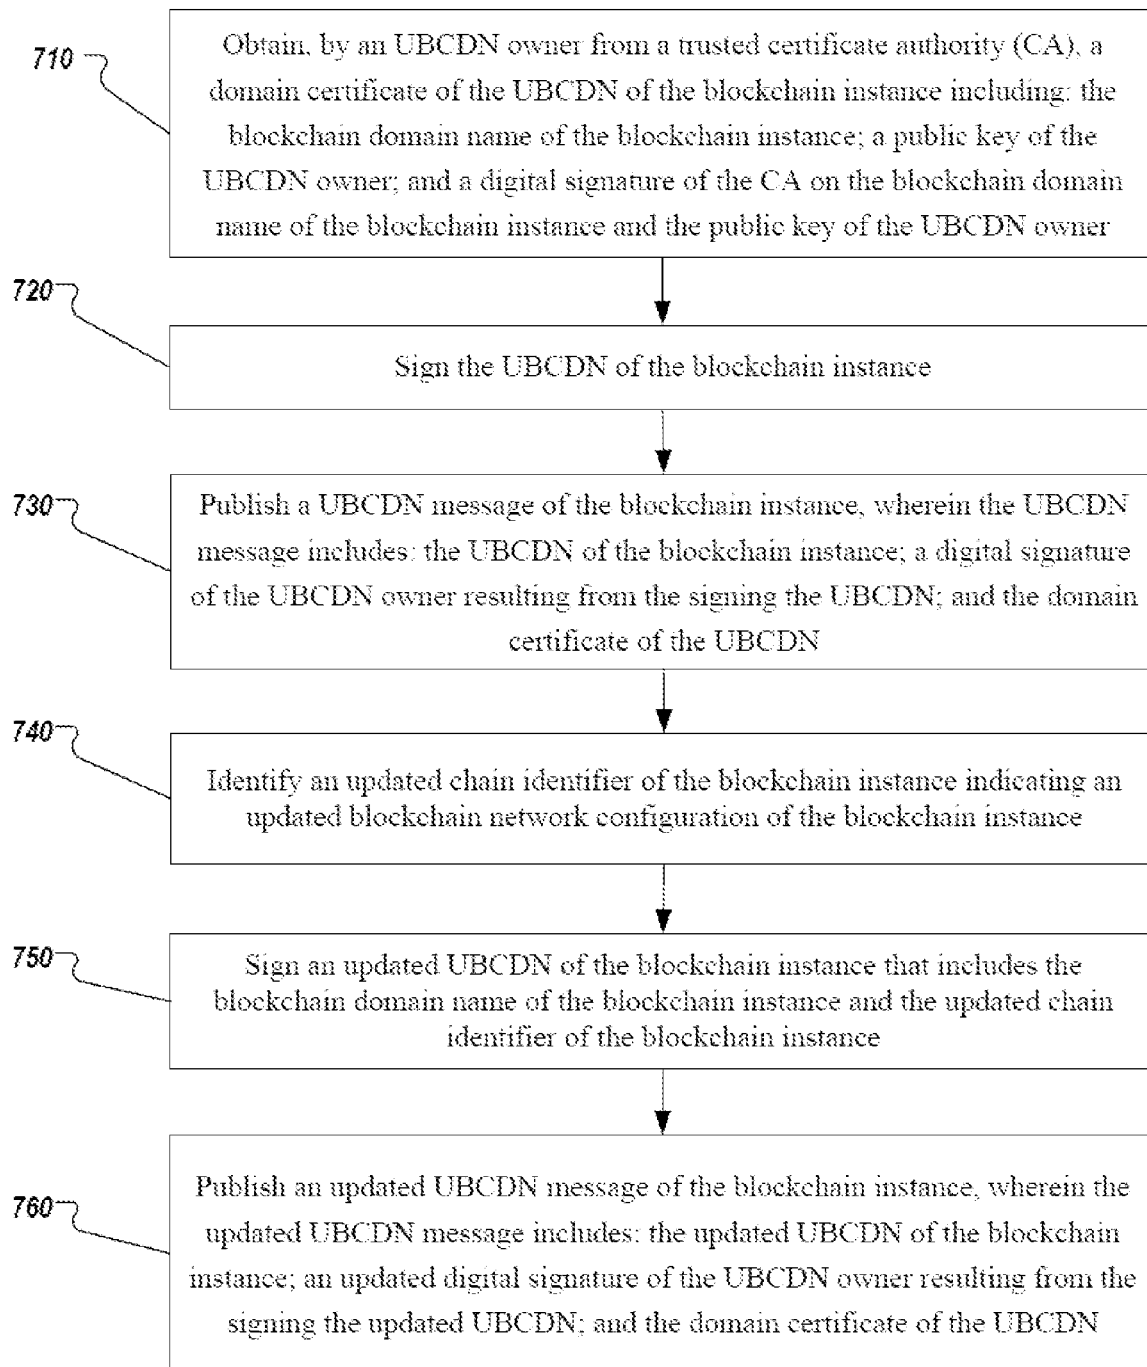 710
Obtain, by an UBCDN owner from a trusted certificate authority (CA), a
domain certificate of the UBCDN of the blockchain instance including: the
blockchain domain name of the blockchain instance; a public key of the
UBCDN owner; and a digital signature of the CA on the blockchain domain
name of the blockchain instance and the public key of the UBCDN owner
720
Sign the UBCDN of the blockchain instance
730
Publish a UBCDN message of the blockchain instance, wherein the UBCDN
message includes: the UBCDN of the blockchain instance; a digital signature
of the UBCDN owner resulting from the signing the UBCDN; and the domain
certificate of the UBCDN
740
Identify an updated chain identifier of the blockchain instance indicating an
updated blockchain network configuration of the blockchain instance
750
Sign an updated UBCDN of the blockchain instance that includes the
blockchain domain name of the blockchain instance and the updated chain
identifier of the blockchain instance
760
Publish an updated UBCDN message of the blockchain instance, wherein the
updated UBCDN message includes: the updated UBCDN of the blockchain
instance; an updated digital signature of the UBCDN owner resulting from the
signing the updated UBCDN; and the domain certificate of the UBCDN